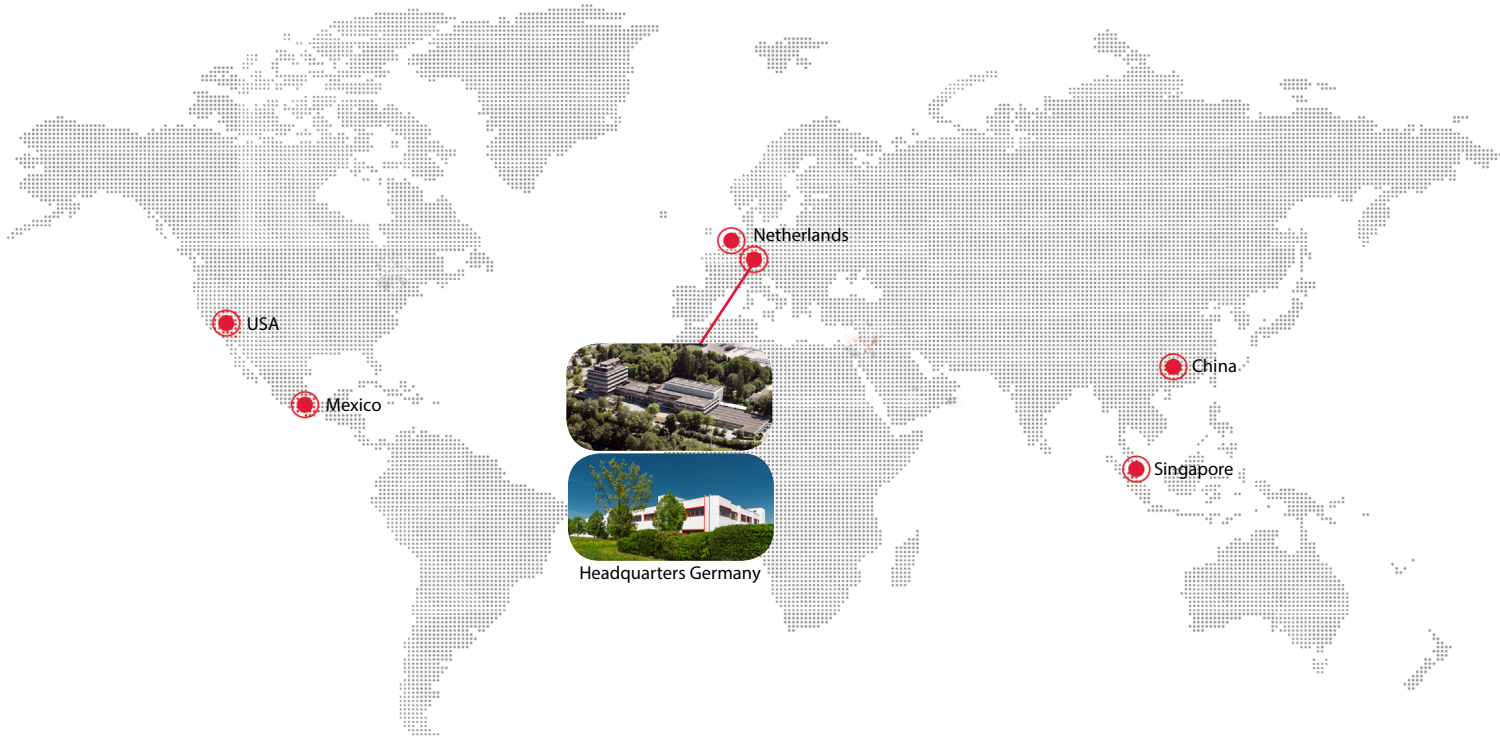 Netherlands
USA
China
Mexico
Singapore
Headquarters Germany